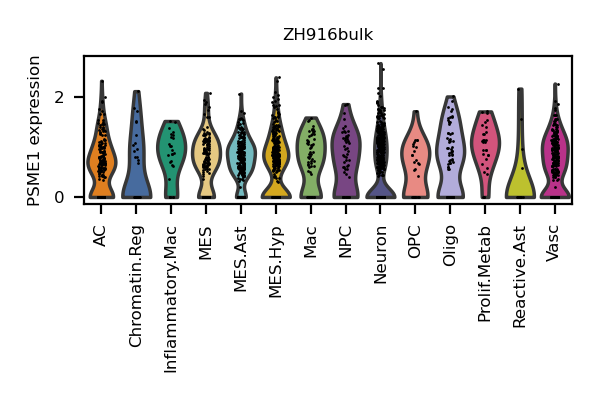 ZH916bulk
PSME1 expression
2
0
AC
Chromatin.Reg
Inflammatory.Mac
MES
MES.Ast
MES.Hyp
Mac
NPC
Neuron
OPC
Oligo
Prolif.Metab
Reactive.Ast
Vasc